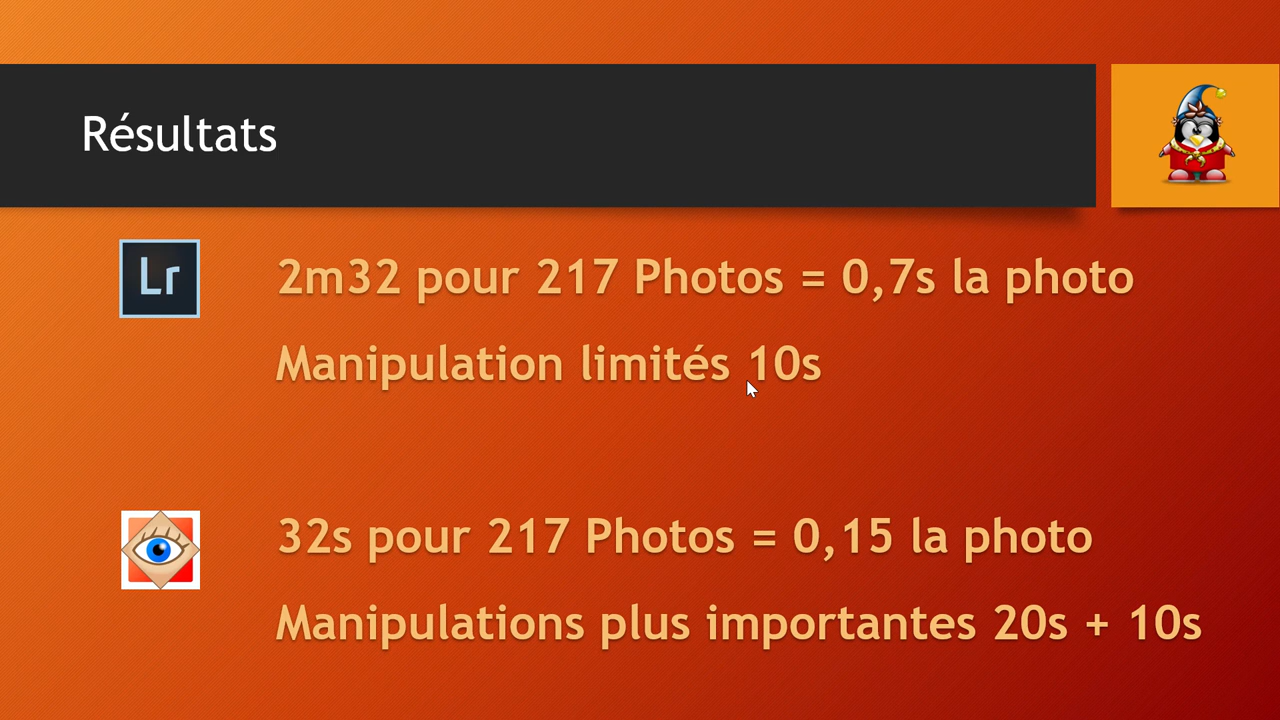 Résultats
Lr
2m32 pour 217 Photos = 0,7s la photo
Manipulation limités 10s
32s pour 217 Photos = 0,15 la photo
Manipulations plus importantes 20s + 10s